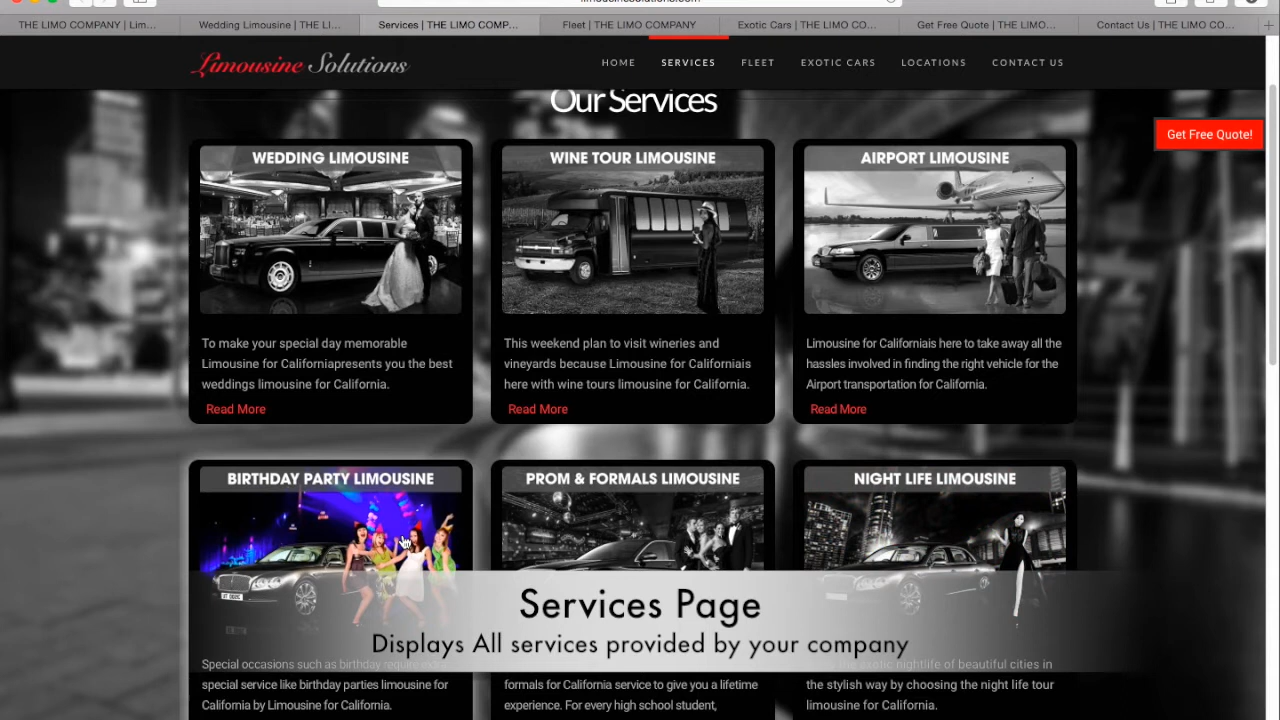 limousinesolutions.com
THE LIMO COMPANY | Lim...
Wedding Limousine | THE LI...
Services | THE LIMO COMP...
Fleet | THE LIMO COMPANY
Exotic Cars | THE LIMO CO...
Get Free Quote | THE LIMO...
Contact Us | THE LIMO CO...
Limousine Solutions
HOME
SERVICES
FLEET
EXOTIC CARS
LOCATIONS
CONTACT US
Our Services
Get Free Quote!
WEDDING LIMOUSINE
To make your special day memorable
Limousine for Californiapresents you the best
weddings limousine for California.
Read More
WINE TOUR LIMOUSINE
This weekend plan to visit wineries and
vineyards because Limousine for Californiais
here with wine tours limousine for California.
Read More
AIRPORT LIMOUSINE
Limousine for Californiais here to take away all the
hassles involved in finding the right vehicle for the
Airport transportation for California.
Read More
BIRTHDAY PARTY LIMOUSINE
PROM & FORMALS LIMOUSINE
NIGHT LIFE LIMOUSINE
Services Page
Displays All services provided by your company
Special occasions such as birthday require
special service like birthday parties limousine for
California by Limousine for California.
formals for California service to give you a lifetime
experience. For every high school student,
the exotic nightlife of beautiful cities in
the stylish way by choosing the night life tour
limousine for California.